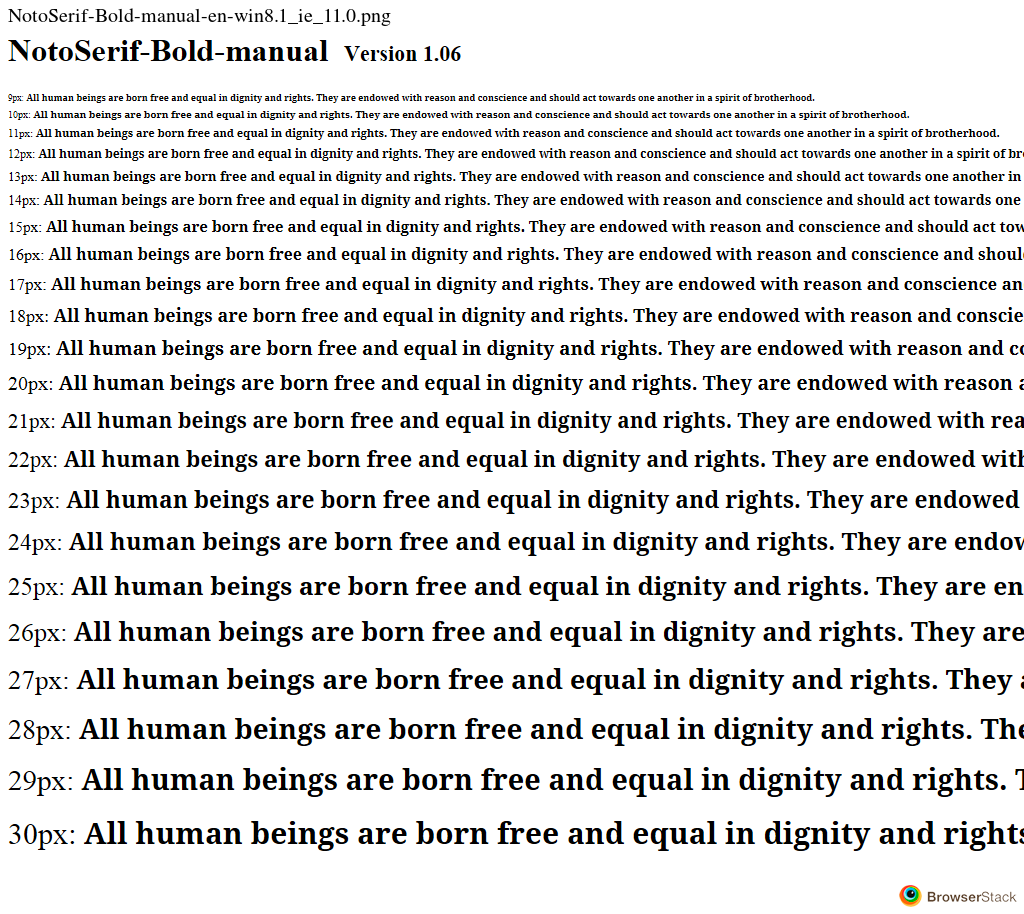 NotoSerif-Bold-manual-en-win8.1_ie_11.0.png
NotoSerif-Bold-manual Version 1.06
9px: All human beings are born free and equal in dignity and rights. They are endowed with reason and conscience and should act towards one another in a spirit of brotherhood.
10px: All human beings are born free and equal in dignity and rights. They are endowed with reason and conscience and should act towards one another in a spirit of brotherhood.
11px: All human beings are born free and equal in dignity and rights. They are endowed with reason and conscience and should act towards one another in a spirit of brotherhood.
12px: All human beings are born free and equal in dignity and rights. They are endowed with reason and conscience and should act towards one another in a spirit of br
13px: All human beings are born free and equal in dignity and rights. They are endowed with reason and conscience and should act towards one another in
14px: All human beings are born free and equal in dignity and rights. They are endowed with reason and conscience and should act towards one
15px: All human beings are born free and equal in dignity and rights. They are endowed with reason and conscience and should act tow
16px: All human beings are born free and equal in dignity and rights. They are endowed with reason and conscience and shoul
17px: All human beings are born free and equal in dignity and rights. They are endowed with reason and conscience an
18px: All human beings are born free and equal in dignity and rights. They are endowed with reason and conscie
19px: All human beings are born free and equal in dignity and rights. They are endowed with reason and co
20px: All human beings are born free and equal in dignity and rights. They are endowed with reason a
21px: All human beings are born free and equal in dignity and rights. They are endowed with rea
22px: All human beings are born free and equal in dignity and rights. They are endowed with
23px: All human beings are born free and equal in dignity and rights. They are endowed
24px: All human beings are born free and equal in dignity and rights. They are endow
25px: All human beings are born free and equal in dignity and rights. They are en
26px: All human beings are born free and equal in dignity and rights. They are
27px: All human beings are born free and equal in dignity and rights. They a
28px: All human beings are born free and equal in dignity and rights. The
29px: All human beings are born free and equal in dignity and rights. T
30px: All human beings are born free and equal in dignity and rights
BrowserStack